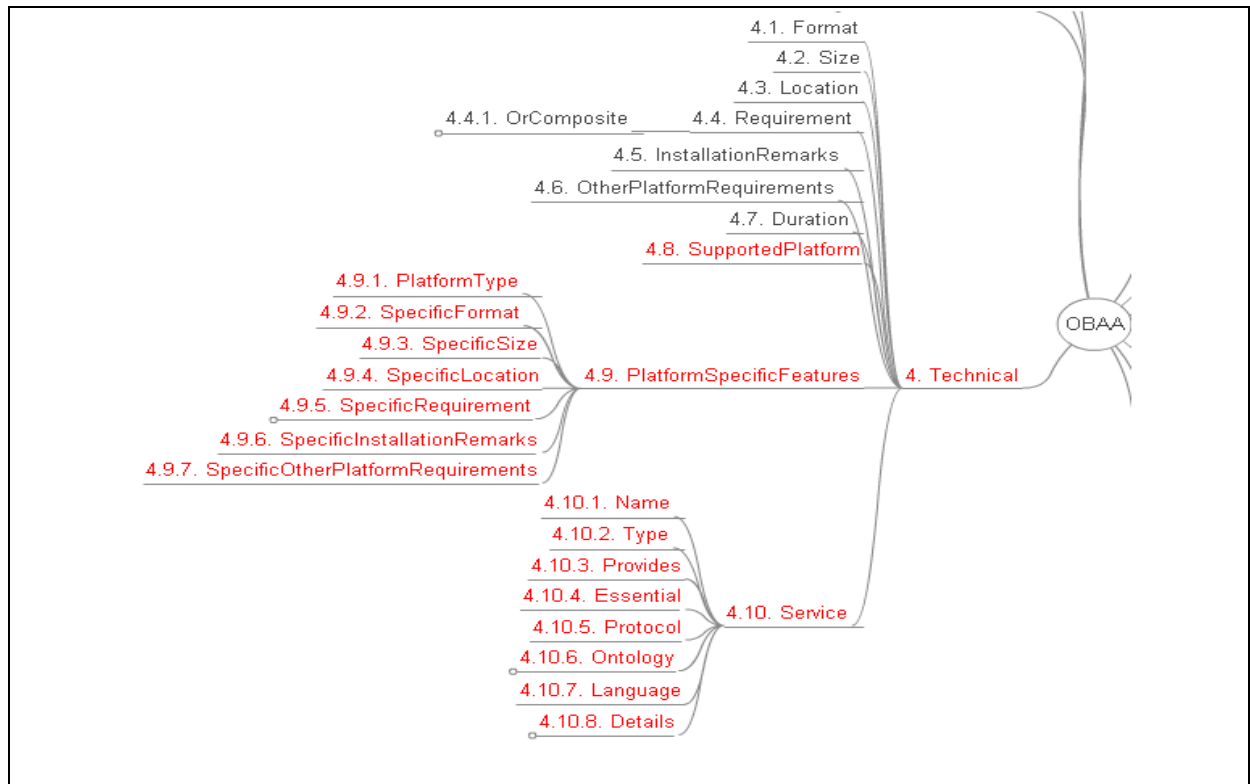 4.1. Format
4.2. Size
4.3. Location
4.4.1. OrComposite 4.4. Requirement
4.5. InstallationRemarks
4.6. OtherPlatformRequirements
4.7. Duration
4.8. SupportedPlatform
4.9.1. PlatformType
4.9.2. SpecificFormat
OBAA
4.9.3. SpecificSize
4.9.4. SpecificLocation 4.9. PlatformSpecificFeatures 4. Technical
4.9.5. SpecificRequirement
4.9.6. SpecificInstallationRemarks
4.9.7. SpecificOtherPlatformRequirements
4.10.1. Name
4.10.2. Type
4.10.3. Provides
4.10.4. Essential
4.10. Service
4.10.5. Protocol
4.10.6. Ontology
4.10.7. Language
4.10.8. Details